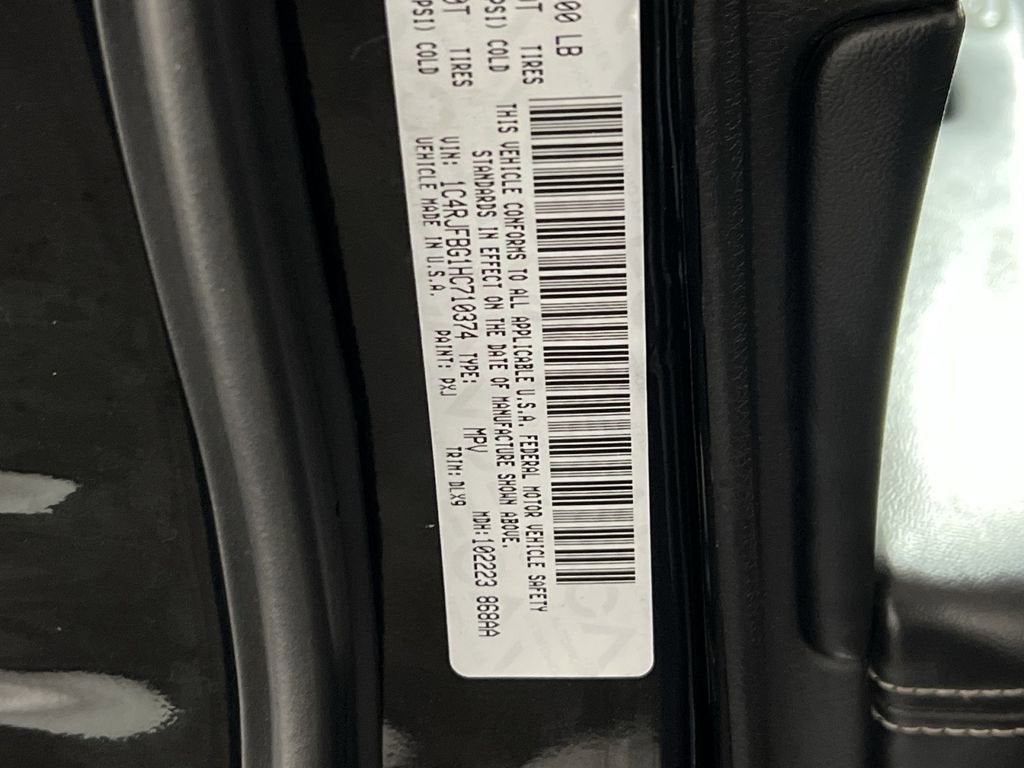 00 LB
0T TIRES
PSI) COLD
0T TIRES
PSI) COLD
THIS VEHICLE CONFORMS TO ALL APPLICABLE U.S.A. FEDERAL MOTOR VEHICLE SAFETY
STANDARDS IN EFFECT ON THE DATE OF MANUFACTURE SHOWN ABOVE.
VIN: 1C4RJFBG1HC710374 TYPE: MPV MDH:102223 868AA
VEHICLE MADE IN U.S.A. PAINT: PXJ TRIM: DLX9